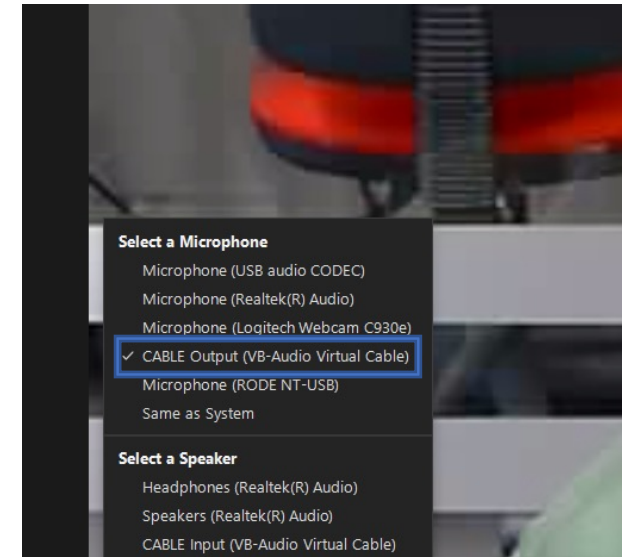 Select a Microphone
Microphone (USB audio CODEC)
Microphone (Realtek(R) Audio)
Microphone (Logitech Webcam C930e)
✓ CABLE Output (VB-Audio Virtual Cable)
Microphone (RODE NT-USB)
Same as System
Select a Speaker
Headphones (Realtek(R) Audio)
Speakers (Realtek(R) Audio)
CABLE Input (VB-Audio Virtual Cable)